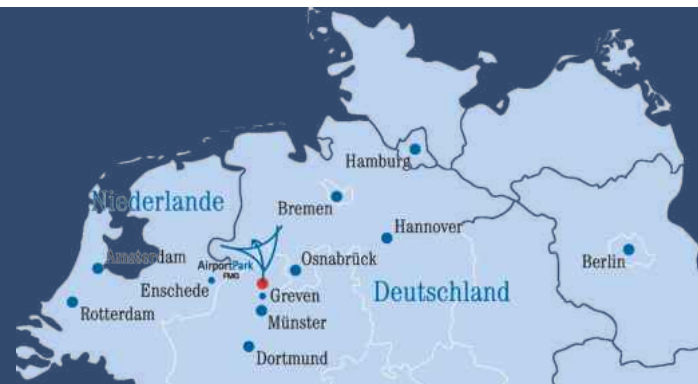 Hamburg
Niederlande
Bremen
Hannover
Amsterdam
AirportPark
FMO
Osnabrück
Berlin
Enschede
Greven
Deutschland
Rotterdam
Münster
Dortmund